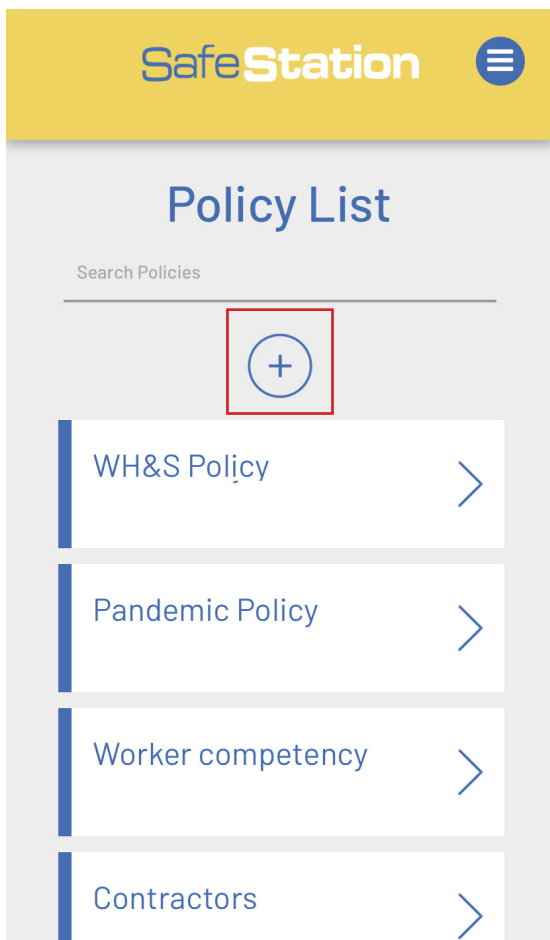 SafeStation
Policy List
Search Policies
WH&S Policy
Pandemic Policy
Worker competency
Contractors